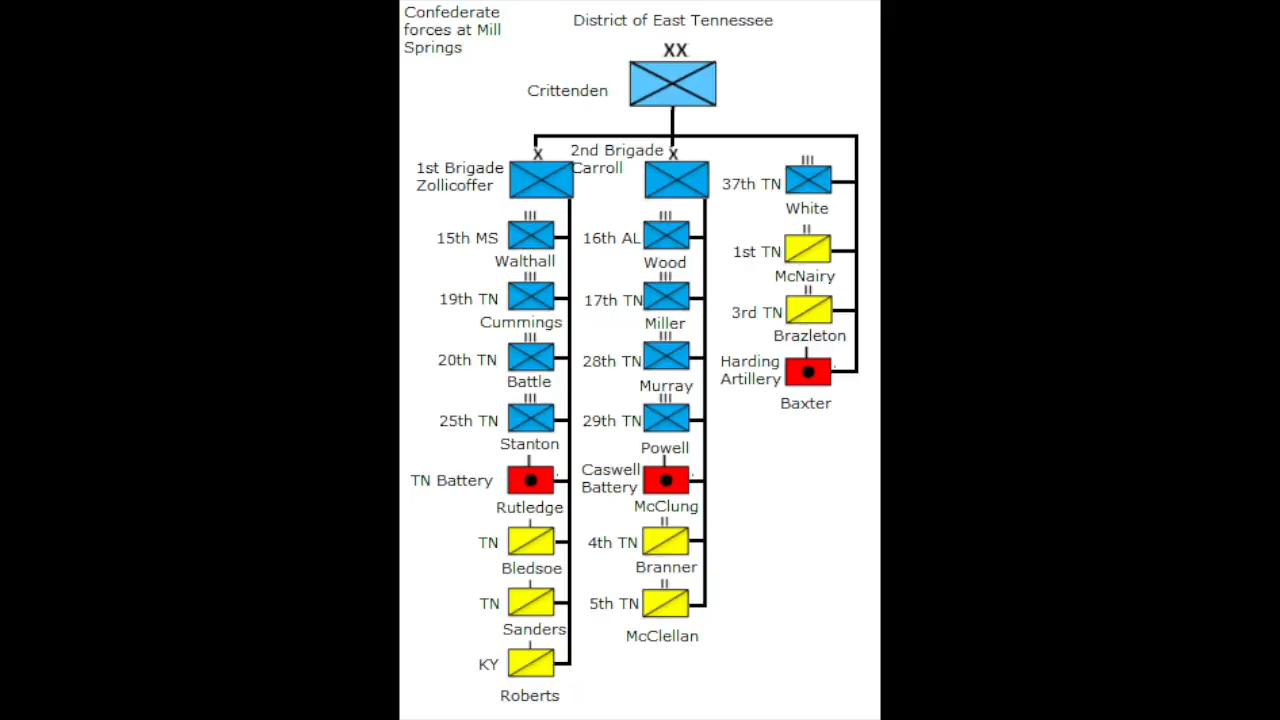 Confederate
forces at Mill
Springs
District of East Tennessee
XX
Crittenden
X
1st Brigade
Zollicoffer
2nd Brigade
Carroll
X
III
15th MS
Walthall
III
19th TN
Cummings
III
20th TN
Battle
III
25th TN
Stanton
I
TN Battery
Rutledge
I
TN
Bledsoe
I
TN
Sanders
I
KY
Roberts
III
16th AL
Wood
III
17th TN
Miller
III
28th TN
Murray
III
29th TN
Powell
I
Caswell
Battery
McClung
II
4th TN
Branner
II
5th TN
McClellan
III
37th TN
White
II
1st TN
McNairy
II
3rd TN
Brazleton
I
Harding
Artillery
Baxter